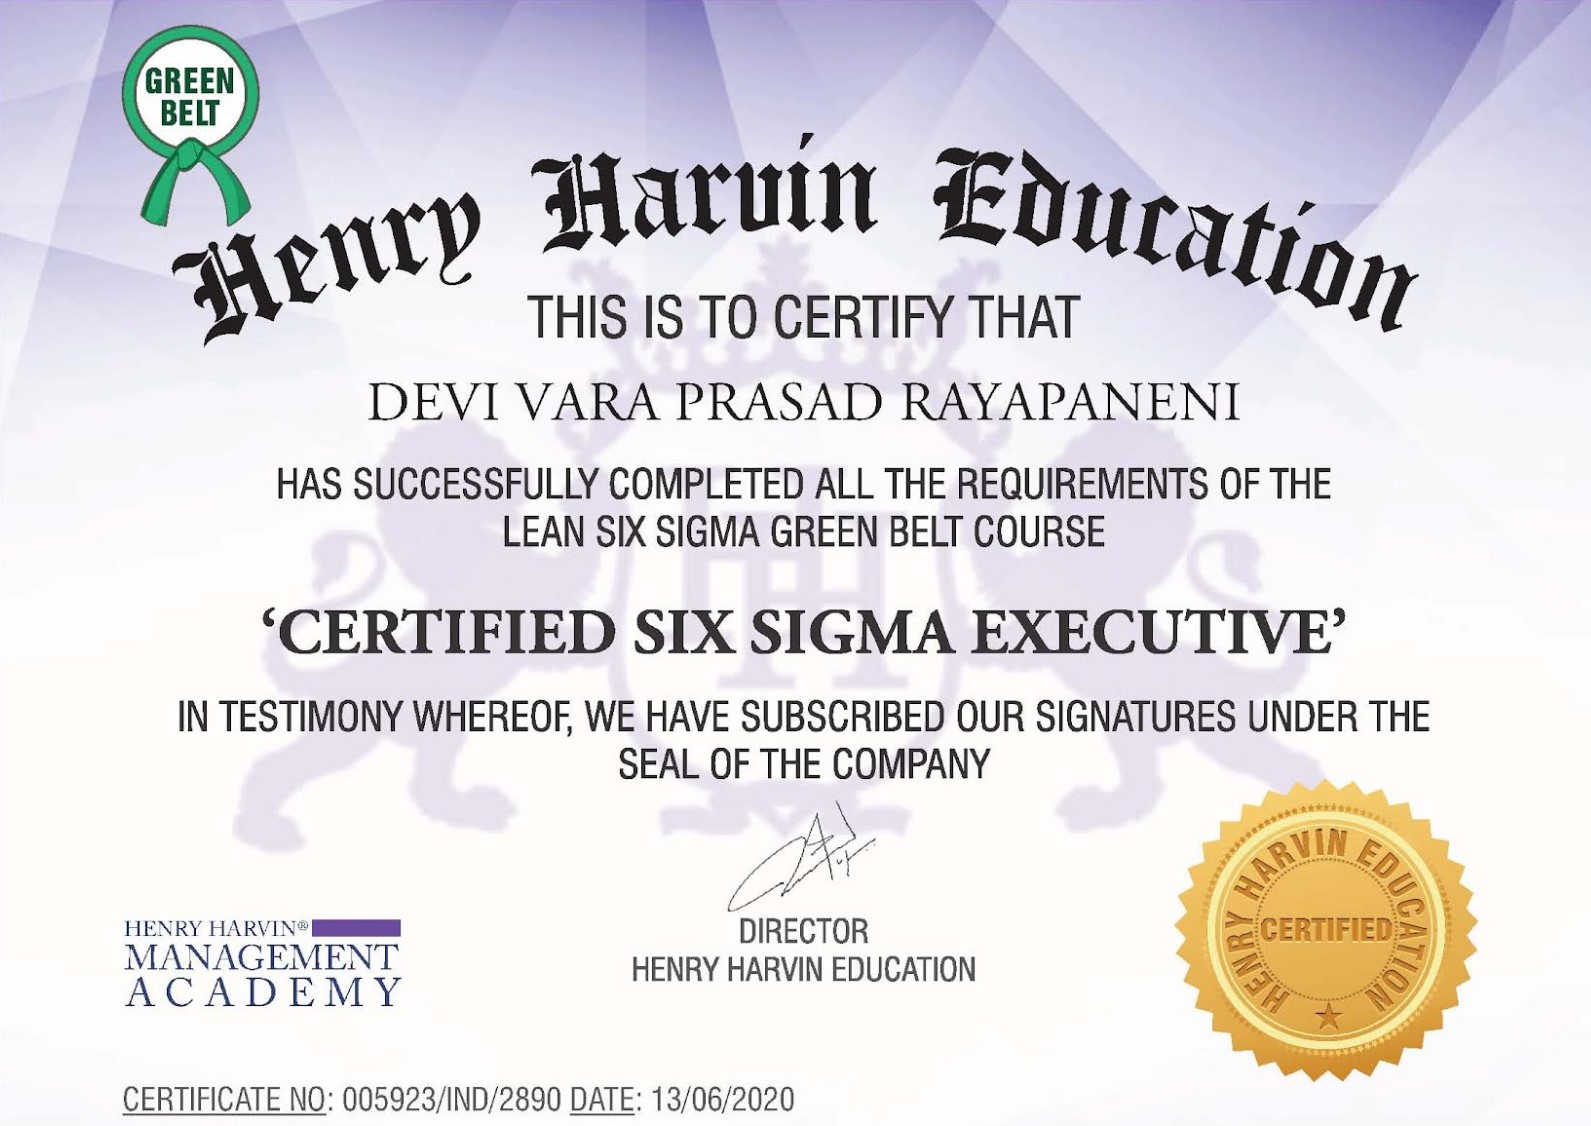 GREEN
BELT
Henry Harvin Education
THIS IS TO CERTIFY THAT
DEVI VARA PRASAD RAYAPANENI
HAS SUCCESSFULLY COMPLETED ALL THE REQUIREMENTS OF THE
LEAN SIX SIGMA GREEN BELT COURSE
‘CERTIFIED SIX SIGMA EXECUTIVE’
IN TESTIMONY WHEREOF, WE HAVE SUBSCRIBED OUR SIGNATURES UNDER THE
SEAL OF THE COMPANY
DIRECTOR
HENRY HARVIN EDUCATION
HENRY HARVIN®
MANAGEMENT
ACADEMY
HENRY HARVIN EDUCATION
CERTIFIED
CERTIFICATE NO: 005923/IND/2890 DATE: 13/06/2020